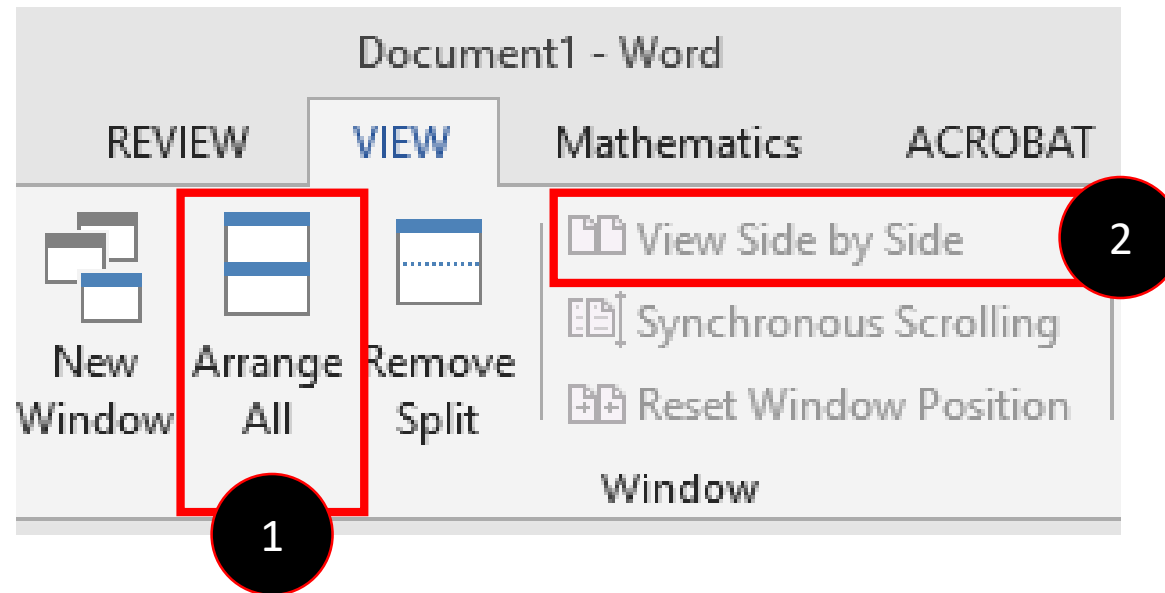 Document1 - Word
REVIEW VIEW Mathematics ACROBAT
New Window
Arrange All
Remove Split
View Side by Side
2
Synchronous Scrolling
Reset Window Position
Window
1